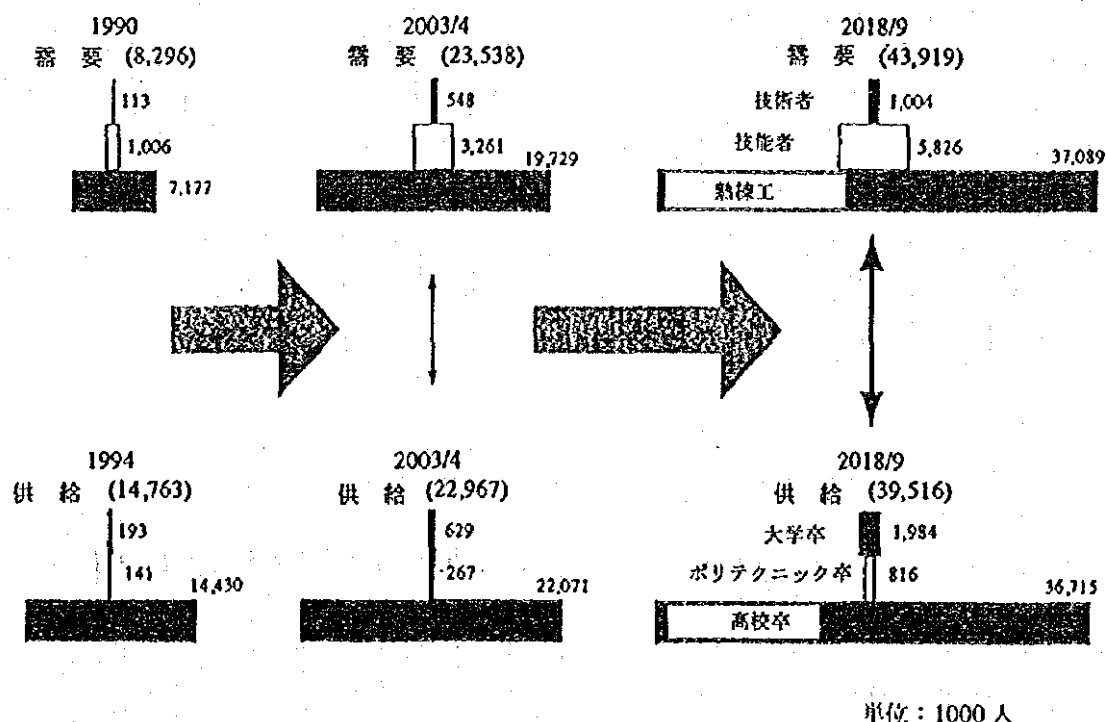 1990
需 要 (8,296)
113
1,006
7,177
2003/4
需 要 (23,538)
548
3,261
19,729
2018/9
需 要 (43,919)
技術者 1,004
技能者 5,826
37,089
熟練工
1994
供 給 (14,763)
193
141
14,430
2003/4
供 給 (22,967)
629
267
22,071
2018/9
供 給 (39,516)
大学卒 1,984
ポリテクニック卒 816
36,715
高校卒
単位：1000 人